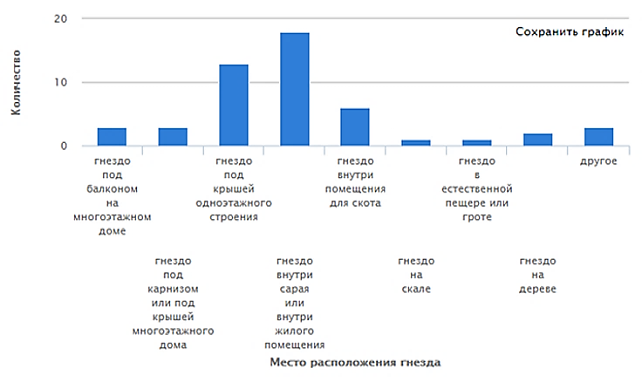 20
Сохранить график
10
0
Количество
гнездо
под
балконом
на
многоэтажном
доме
гнездо
под
карнизом
или под
крышей
многоэтажного
дома
гнездо
под
крышей
одноэтажного
строения
гнездо
внутри
сарая
или
внутри
жилого
помещения
гнездо
внутри
помещения
для скота
гнездо
на
скале
гнездо
в
естественной
пещере или
гроте
гнездо
на
дереве
другое
Место расположения гнезда